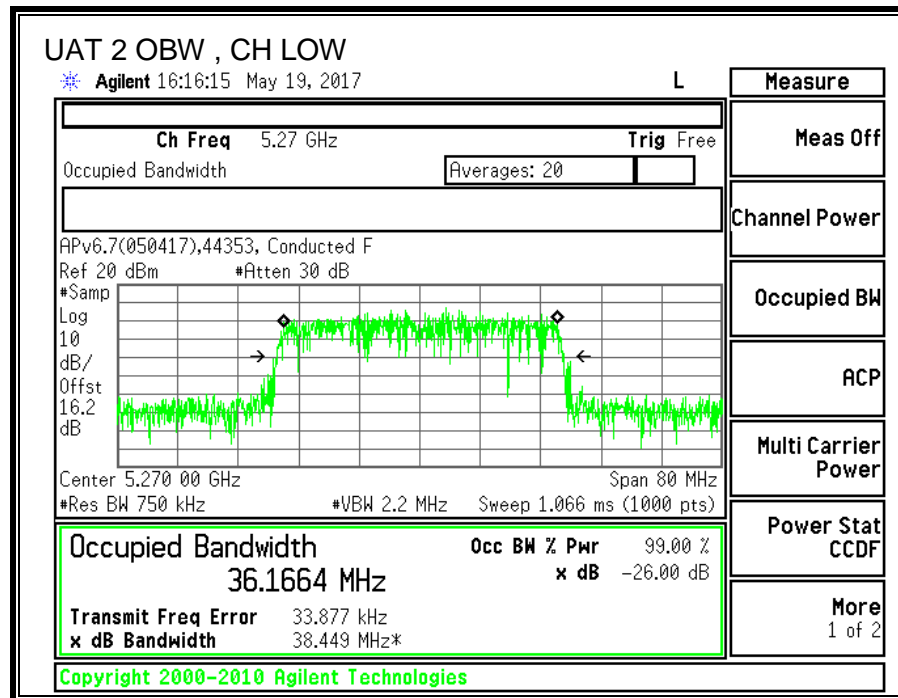 UAT 2 OBW , CH LOW
Agilent 16:16:15 May 19, 2017 L
Measure
Ch Freq 5.27 GHz Trig Free
Meas Off
Occupied Bandwidth Averages: 20
Channel Power
APv6.7(050417),44353, Conducted F
Ref 20 dBm #Atten 30 dB
#Samp
Log
10
dB/
Offst
16.2
dB
Occupied BW
ACP
Multi Carrier
Power
Center 5.270 00 GHz Span 80 MHz
#Res BW 750 kHz #VBW 2.2 MHz Sweep 1.066 ms (1000 pts)
Power Stat
CCDF
Occupied Bandwidth Occ BW % Pwr 99.00 %
36.1664 MHz x dB -26.00 dB
Transmit Freq Error 33.877 kHz
x dB Bandwidth 38.449 MHz*
More
1 of 2
Copyright 2000-2010 Agilent Technologies